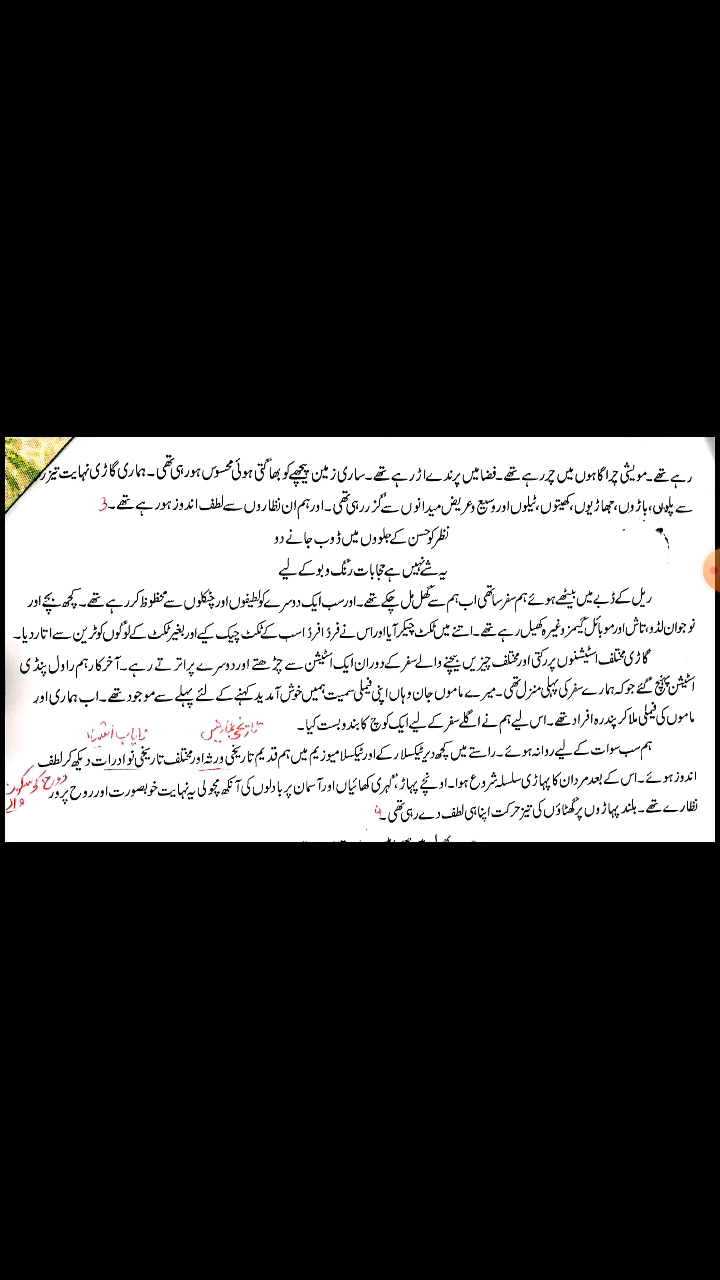 رہے تھے۔ مویشی چراگاہوں میں چر رہے تھے۔ فضا میں پرندے اڑ رہے تھے۔ ساری زمین پیچھے کو بھاگتی ہوئی محسوس ہو رہی تھی۔ ہماری گاڑی نہایت تیز ر
سے پلوں، باڑوں، جھاڑیوں، کھیتوں، ٹیلوں اور وسیع و عریض میدانوں سے گزر رہی تھی۔ اور ہم ان نظاروں سے لطف اندوز ہو رہے تھے۔ 3
نظر کو حسن کے جلووں میں ڈوب جانے دو
یہ شے نہیں ہے حجابات رنگ و بو کے لیے
ریل کے ڈبے میں بیٹھے ہوئے ہم سفر ساتھی اب ہم سے گھل مل چکے تھے۔ اور سب ایک دوسرے کو لطیفوں اور چٹکلوں سے محظوظ کر رہے تھے۔ کچھ بچے اور
نوجوان لڈو، تاش اور موبائل گیمز وغیرہ کھیل رہے تھے۔ اتنے میں ٹکٹ چیکر آیا اور اس نے فرداً فرداً سب کے ٹکٹ چیک کیے اور بغیر ٹکٹ کے لوگوں کو ٹرین سے اتار دیا۔
گاڑی مختلف اسٹیشنوں پر رکتی اور مختلف چیزیں بیچنے والے سفر کے دوران ایک اسٹیشن سے چڑھتے اور دوسرے پر اترتے رہے۔ آخر کار ہم راول پنڈی
اسٹیشن پہنچ گئے جو کہ ہمارے سفر کی پہلی منزل تھی۔ میرے ماموں جان وہاں اپنی فیملی سمیت ہمیں خوش آمدید کہنے کے لئے پہلے سے موجود تھے۔ اب ہماری اور
ماموں کی فیملی ملا کر پندرہ افراد تھے۔ اس لیے ہم نے اگلے سفر کے لیے ایک کوچ کا بندوبست کیا۔
تاریخی عمارتیں نایاب اشیاء
ہم سب سوات کے لیے روانہ ہوئے۔ راستے میں کچھ دیر ٹیکسلا رکے اور ٹیکسلا میوزیم میں ہم قدیم تاریخی ورثہ اور مختلف تاریخی نوادرات دیکھ کر لطف
اندوز ہوئے۔ اس کے بعد مردان کا پہاڑی سلسلہ شروع ہوا۔ اونچے پہاڑ، گہری کھائیاں اور آسمان پر بادلوں کی آنکھ مچولی یہ نہایت خوبصورت اور روح پرور
روح کو سکون
والے
نظارے تھے۔ بلند پہاڑوں پر گھٹاؤں کی تیز حرکت اپنا ہی لطف دے رہی تھی۔ 4